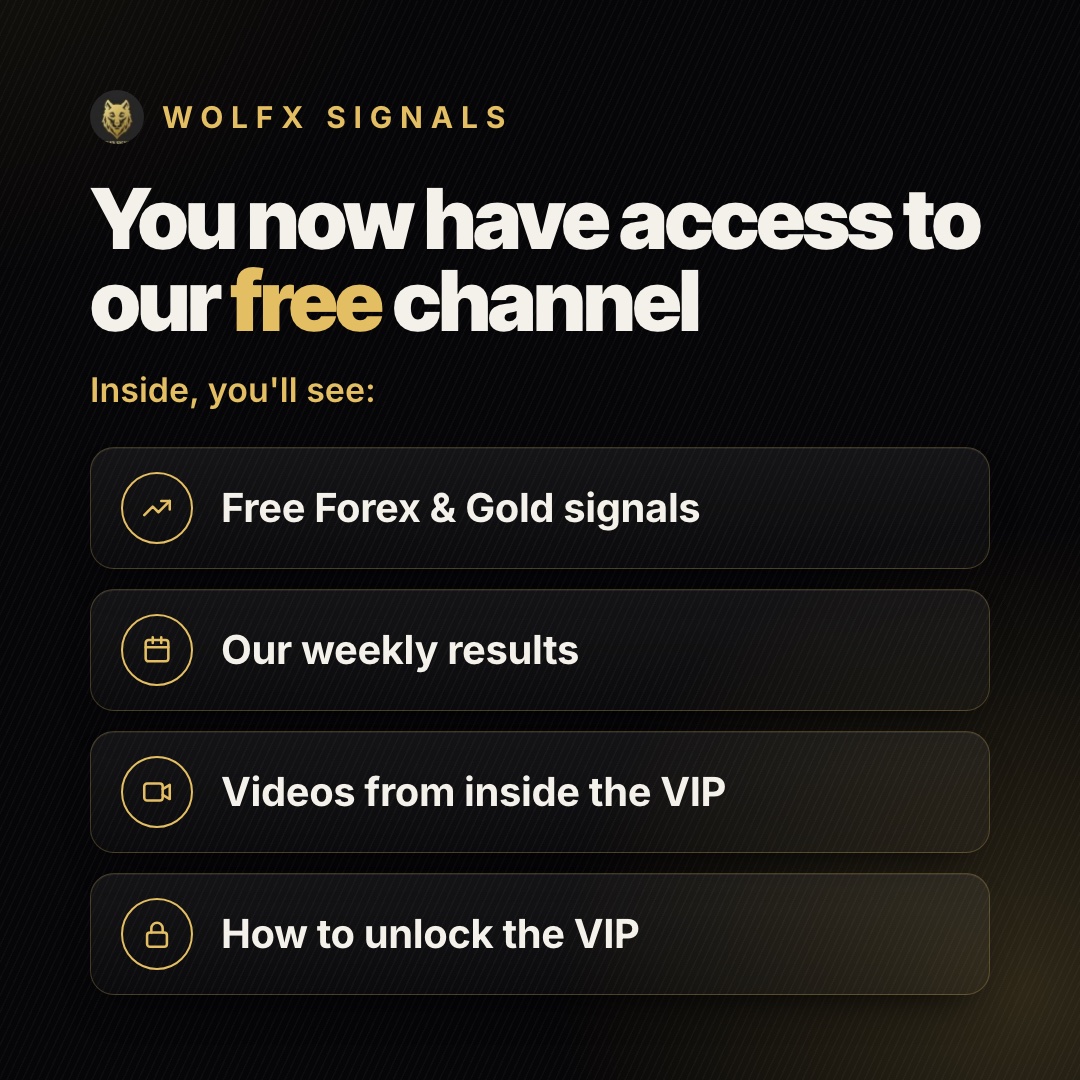 WOLFX SIGNALS
You now have access to
our free channel
Inside, you'll see:
Free Forex & Gold signals
Our weekly results
Videos from inside the VIP
How to unlock the VIP